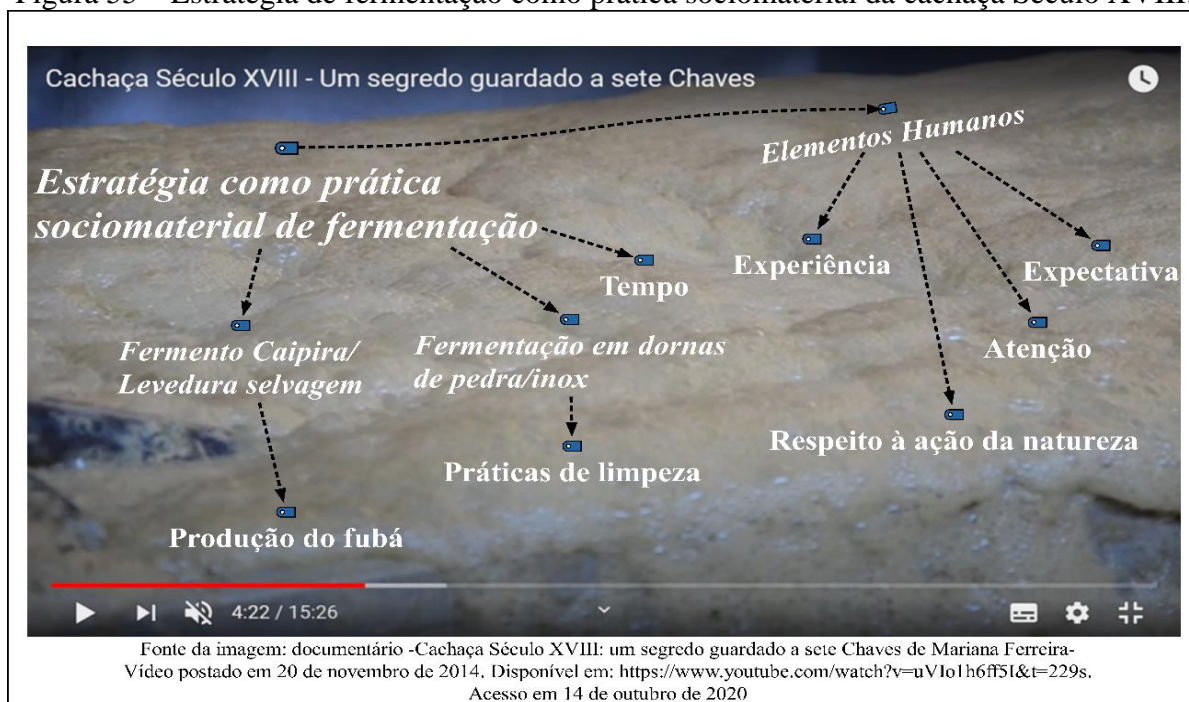 Figura 33 – Estratégia de fermentação como prática sociomaterial da cachaça Século XVIII.
Cachaça Século XVIII - Um segredo guardado a sete Chaves
Elementos Humanos
Estratégia como prática
sociomaterial de fermentação
Tempo
Experiência
Expectativa
Fermento Caipira/
Levedura selvagem
Fermentação em dornas
de pedra/inox
Atenção
Respeito à ação da natureza
Práticas de limpeza
Produção do fubá
4:22 / 15:26
Fonte da imagem: documentário -Cachaça Século XVIII: um segredo guardado a sete Chaves de Mariana Ferreira-
Vídeo postado em 20 de novembro de 2014. Disponível em: https://www.youtube.com/watch?v=uVIo1h6ff5I&t=229s.
Acesso em 14 de outubro de 2020